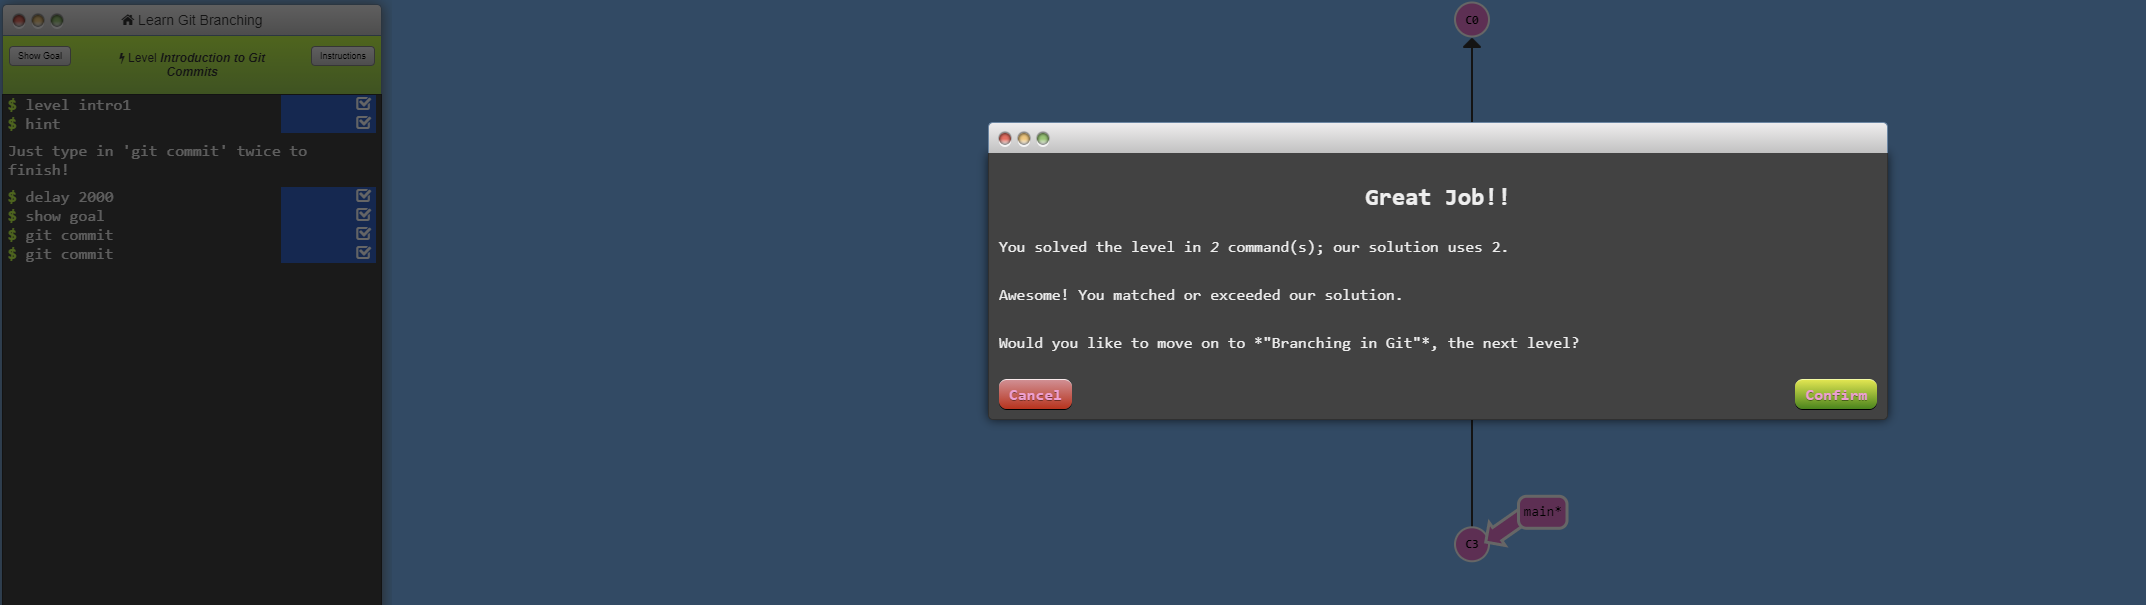 Learn Git Branching
Show Goal
Level Introduction to Git
Commits
Instructions
$ level intro1
$ hint
Just type in 'git commit' twice to
finish!
$ delay 2000
$ show goal
$ git commit
$ git commit
C0
Great Job!!
You solved the level in 2 command(s); our solution uses 2.
Awesome! You matched or exceeded our solution.
Would you like to move on to *"Branching in Git"*, the next level?
Cancel
Confirm
main*
C3